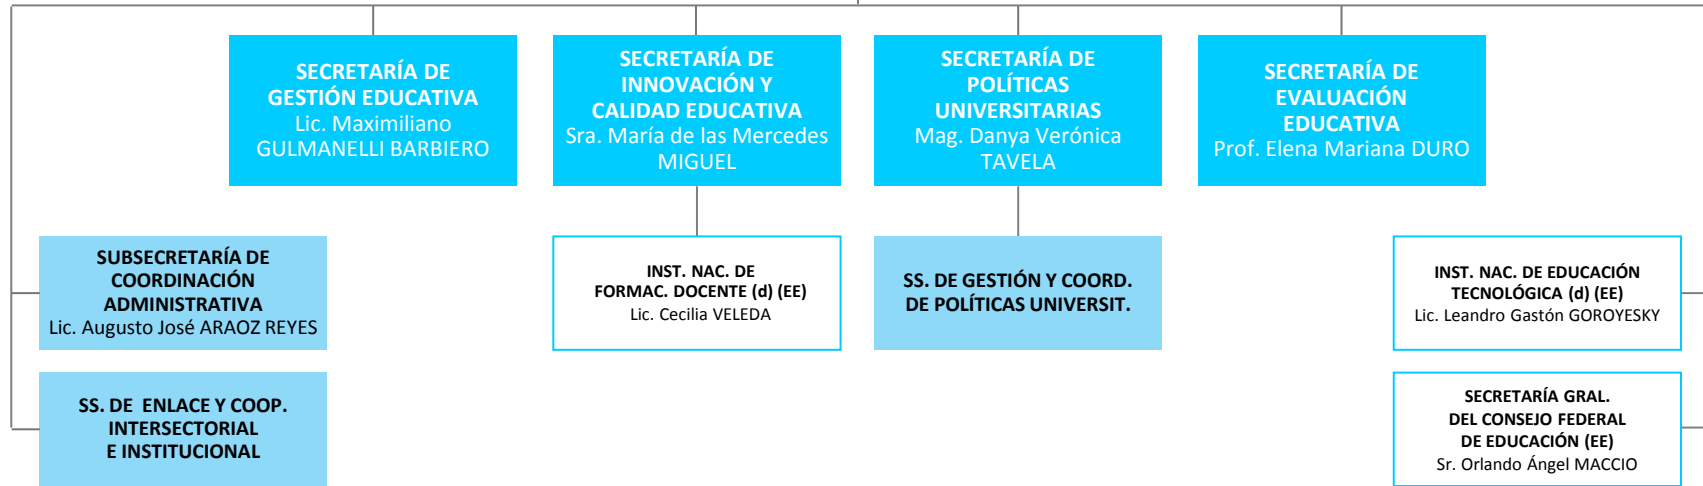 SECRETARÍA DE
GESTIÓN EDUCATIVA
Lic. Maximiliano
GULMANELLI BARBIERO
SECRETARÍA DE
INNOVACIÓN Y
CALIDAD EDUCATIVA
Sra. María de las Mercedes
MIGUEL
SECRETARÍA DE
POLÍTICAS
UNIVERSITARIAS
Mag. Danya Verónica
TAVELA
SECRETARÍA DE
EVALUACIÓN
EDUCATIVA
Prof. Elena Mariana DURO
SUBSECRETARÍA DE
COORDINACIÓN
ADMINISTRATIVA
Lic. Augusto José ARAOZ REYES
INST. NAC. DE
FORMAC. DOCENTE (d) (EE)
Lic. Cecilia VELEDA
SS. DE GESTIÓN Y COORD.
DE POLÍTICAS UNIVERSIT.
INST. NAC. DE EDUCACIÓN
TECNOLÓGICA (d) (EE)
Lic. Leandro Gastón GOROYESKY
SS. DE ENLACE Y COOP.
INTERSECTORIAL
E INSTITUCIONAL
SECRETARÍA GRAL.
DEL CONSEJO FEDERAL
DE EDUCACIÓN (EE)
Sr. Orlando Ángel MACCIO